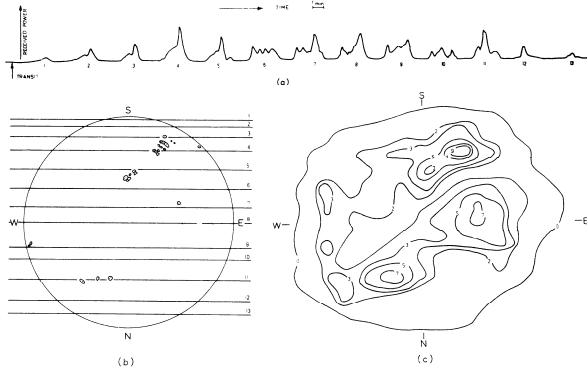 TIME
1 min
RECEIVED POWER
TRANSIT
1 2 3 4 5 6 7 8 9 10 11 12 13
(a)
S
1
2
3
4
5
6
7
W 8 E
9
10
11
12
13
N
(b)
S
W
E
N
(c)